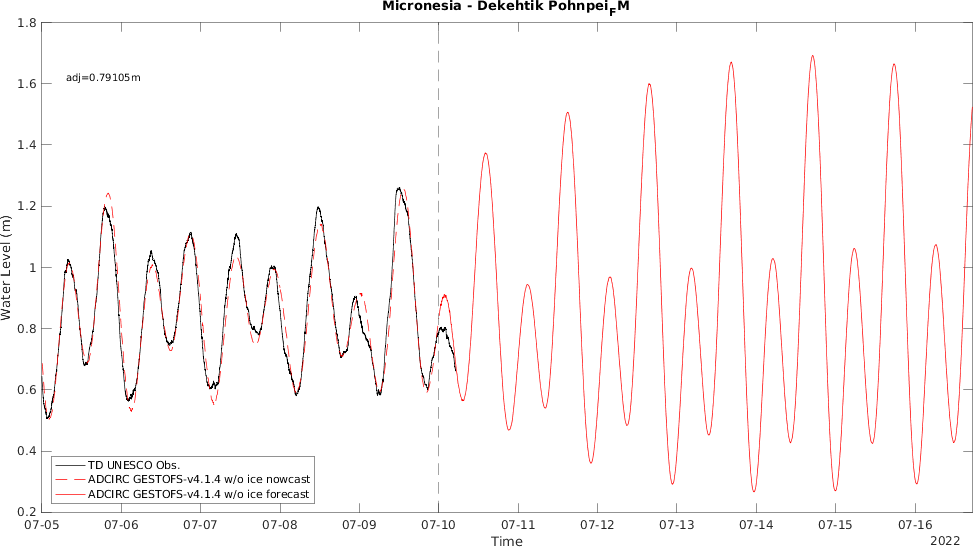 Micronesia - Dekehtik Pohnpei_FM
1.8
adj=0.79105m
1.6
1.4
1.2
1
0.8
0.6
0.4
0.2
Water Level (m)
TD UNESCO Obs.
ADCIRC GESTOFS-v4.1.4 w/o ice nowcast
ADCIRC GESTOFS-v4.1.4 w/o ice forecast
07-05 07-06 07-07 07-08 07-09 07-10 07-11 07-12 07-13 07-14 07-15 07-16
Time
2022